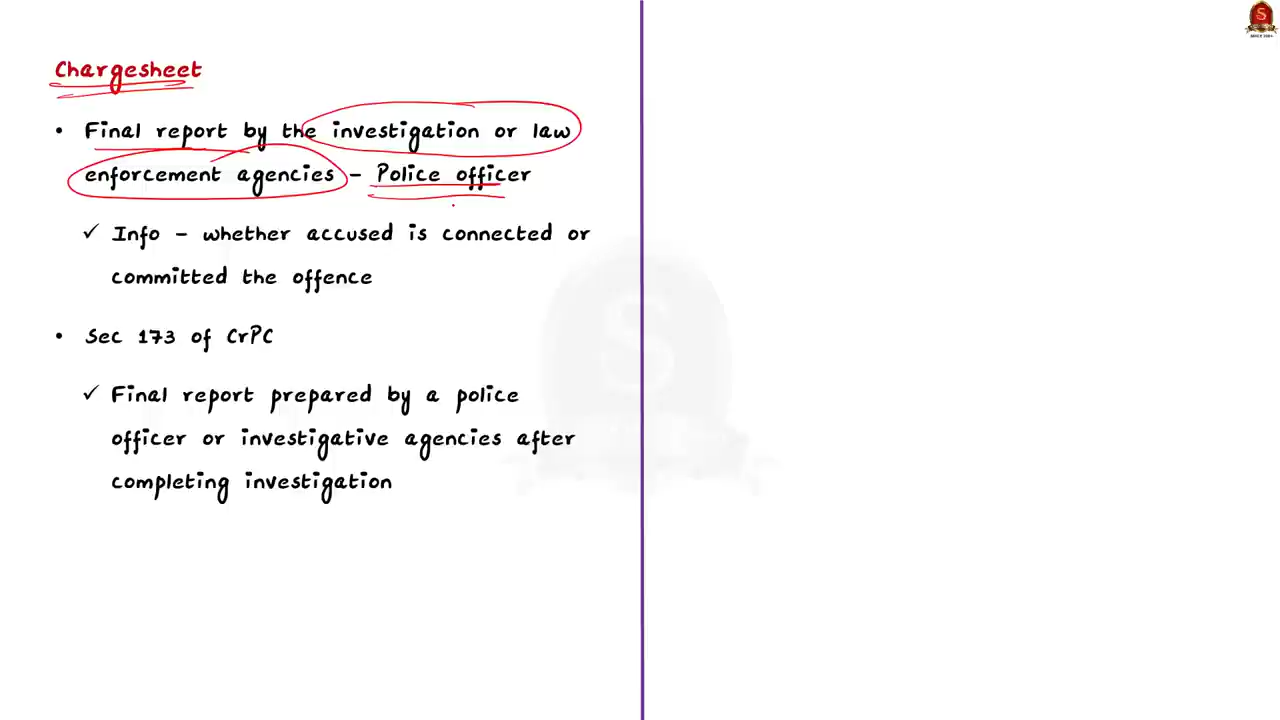 Chargesheet
• Final report by the investigation or law
enforcement agencies – Police officer
✓ Info – whether accused is connected or
committed the offence
• Sec 173 of CrPC
✓ Final report prepared by a police
officer or investigative agencies after
completing investigation
S